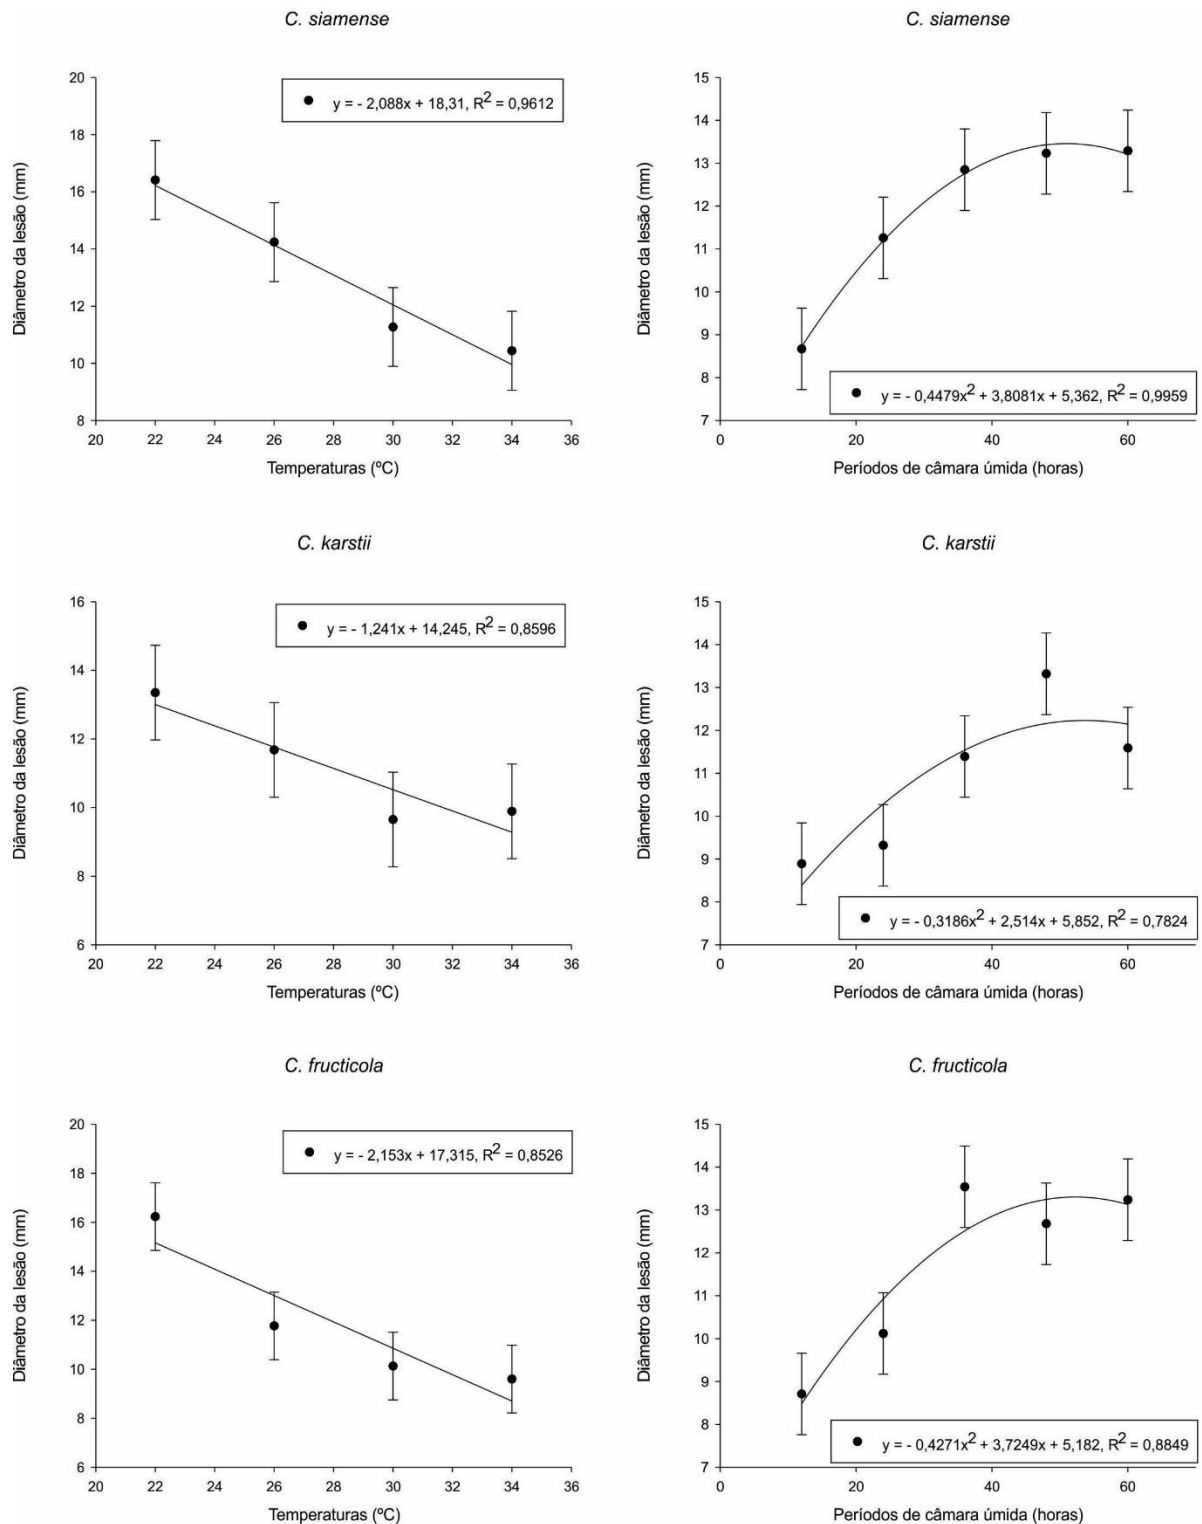 C. siamense
20
18
16
14
12
10
8
Diâmetro da lesão (mm)
y = - 2,088x + 18,31, R² = 0,9612
20 22 24 26 28 30 32 34 36
Temperaturas (ºC)
C. siamense
15
14
13
12
11
10
9
8
7
Diâmetro da lesão (mm)
y = - 0,4479x² + 3,8081x + 5,362, R² = 0,9959
0 20 40 60
Períodos de câmara úmida (horas)
C. karstii
16
14
12
10
8
6
Diâmetro da lesão (mm)
y = - 1,241x + 14,245, R² = 0,8596
20 22 24 26 28 30 32 34 36
Temperaturas (ºC)
C. karstii
15
14
13
12
11
10
9
8
7
Diâmetro da lesão (mm)
y = - 0,3186x² + 2,514x + 5,852, R² = 0,7824
0 20 40 60
Períodos de câmara úmida (horas)
C. fructicola
20
18
16
14
12
10
8
6
Diâmetro da lesão (mm)
y = - 2,153x + 17,315, R² = 0,8526
20 22 24 26 28 30 32 34 36
Temperaturas (ºC)
C. fructicola
15
14
13
12
11
10
9
8
7
Diâmetro da lesão (mm)
y = - 0,4271x² + 3,7249x + 5,182, R² = 0,8849
0 20 40 60
Períodos de câmara úmida (horas)